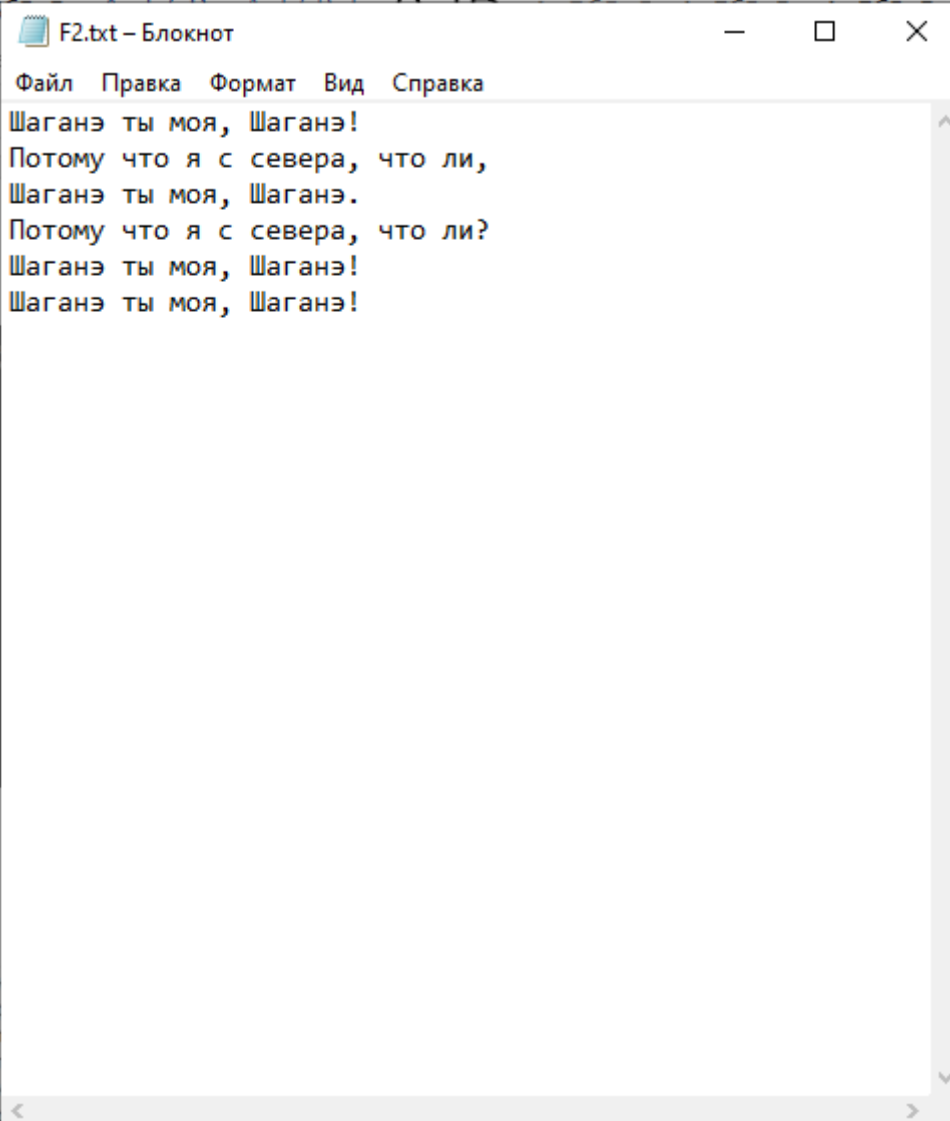 F2.txt – Блокнот
Файл Правка Формат Вид Справка
Шаганэ ты моя, Шаганэ!
Потому что я с севера, что ли,
Шаганэ ты моя, Шаганэ.
Потому что я с севера, что ли?
Шаганэ ты моя, Шаганэ!
Шаганэ ты моя, Шаганэ!